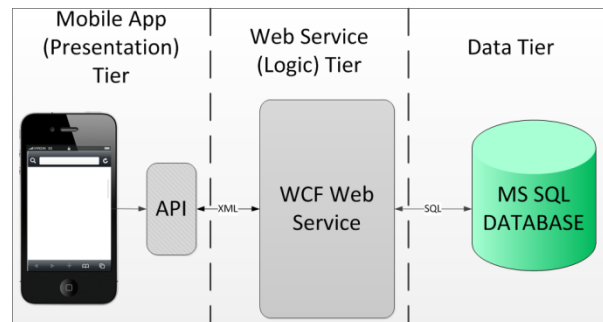 Mobile App
(Presentation)
Tier
Web Service
(Logic) Tier
Data Tier
API
XML
WCF Web
Service
SQL
MS SQL
DATABASE